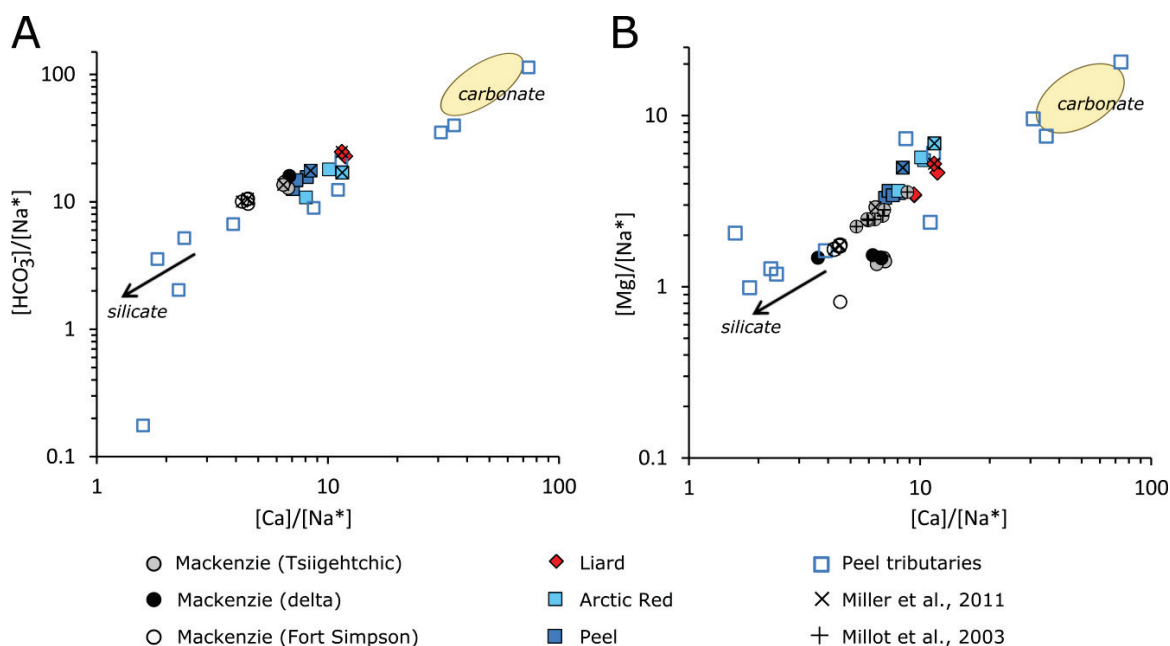 A
B
[HCO₃⁻]/[Na*]
100
10
1
0.1
carbonate
silicate
1
10
100
[Ca]/[Na*]
[Mg]/[Na*]
10
1
0.1
carbonate
silicate
1
10
100
[Ca]/[Na*]
Mackenzie (Tsiigehtchic)
Liard
Peel tributaries
Mackenzie (delta)
Arctic Red
Miller et al., 2011
Mackenzie (Fort Simpson)
Peel
Millot et al., 2003